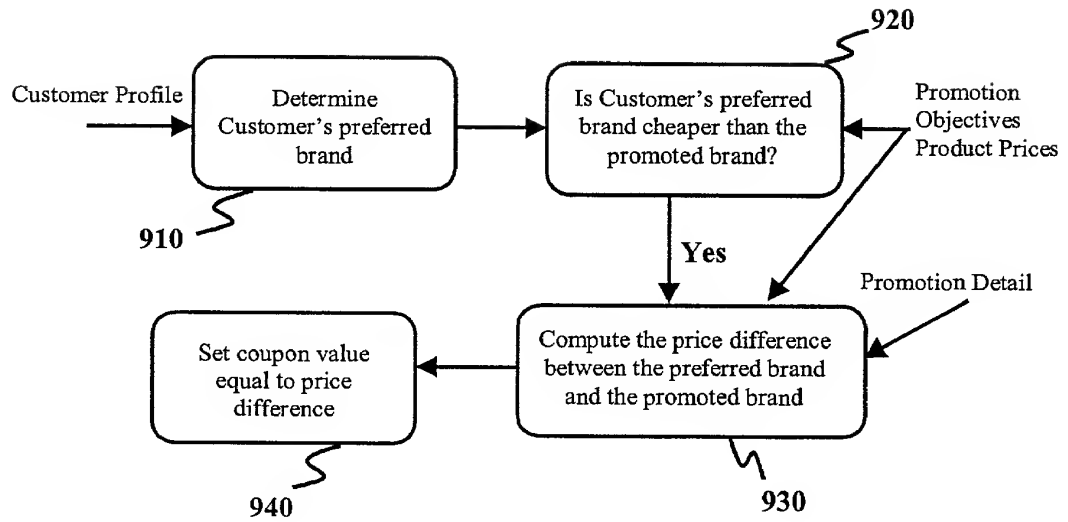 920
Customer Profile
Determine
Customer's preferred
brand
Is Customer's preferred
brand cheaper than the
promoted brand?
Promotion
Objectives
Product Prices
910
Yes
Promotion Detail
Set coupon value
equal to price
difference
Compute the price difference
between the preferred brand
and the promoted brand
940
930